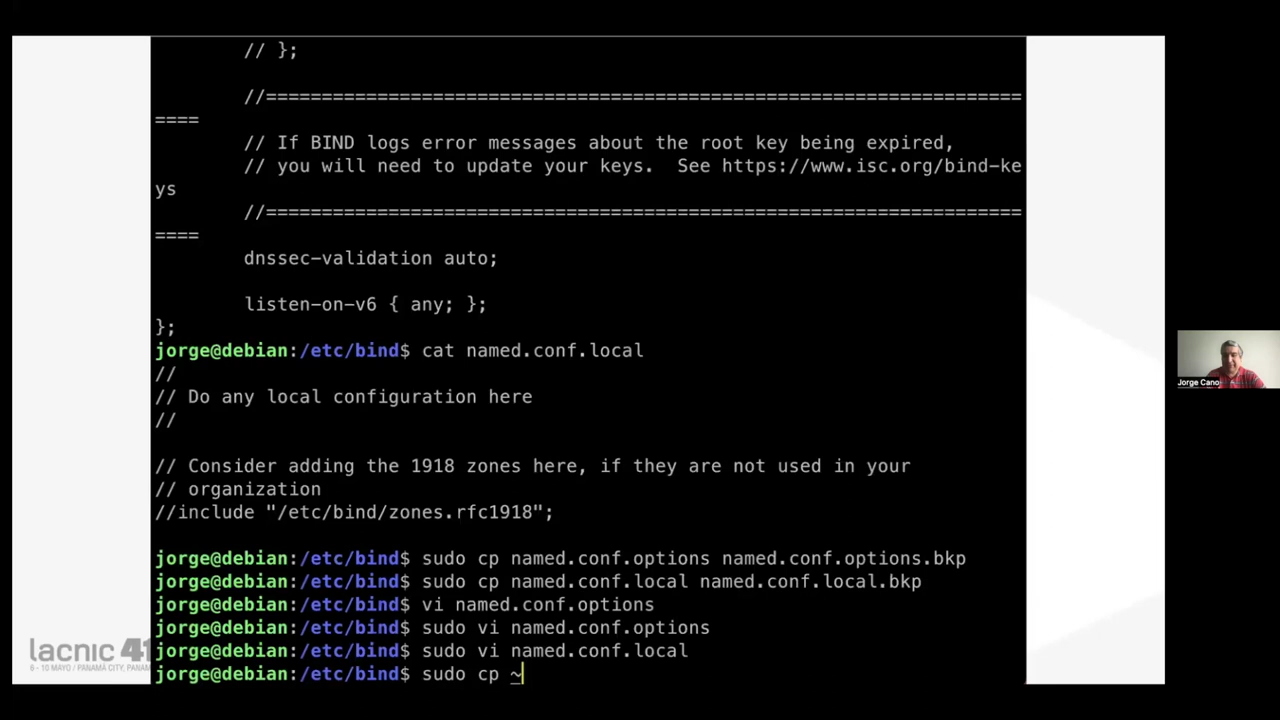 // };
//====================================================================
====
// If BIND logs error messages about the root key being expired,
// you will need to update your keys.  See https://www.isc.org/bind-ke
ys
//====================================================================
====
dnssec-validation auto;
listen-on-v6 { any; };
};
jorge@debian:/etc/bind$ cat named.conf.local
//
// Do any local configuration here
//
// Consider adding the 1918 zones here, if they are not used in your
// organization
//include "/etc/bind/zones.rfc1918";
jorge@debian:/etc/bind$ sudo cp named.conf.options named.conf.options.bkp
jorge@debian:/etc/bind$ sudo cp named.conf.local named.conf.local.bkp
jorge@debian:/etc/bind$ vi named.conf.options
jorge@debian:/etc/bind$ sudo vi named.conf.options
jorge@debian:/etc/bind$ sudo vi named.conf.local
jorge@debian:/etc/bind$ sudo cp ~
lacnic 41
6 - 10 MAYO / PANAMÁ CITY, PANAM
Jorge Cano